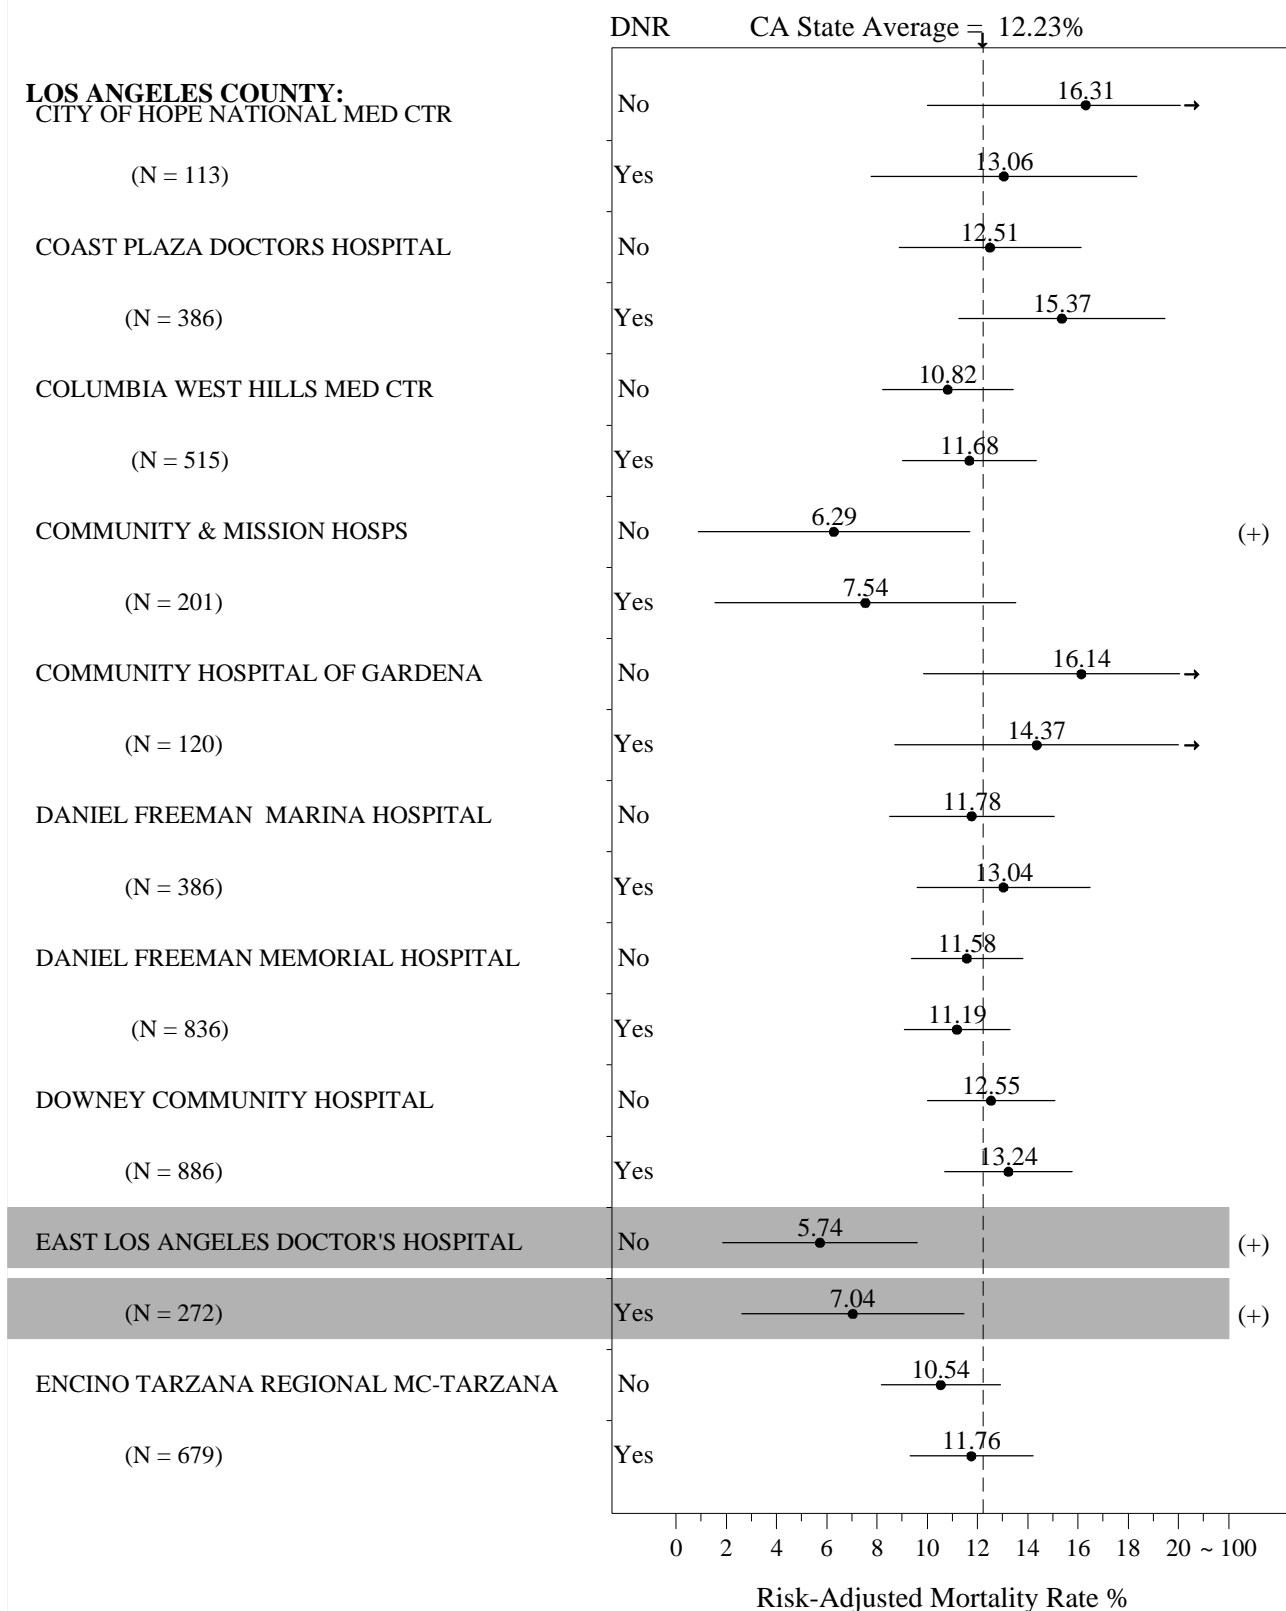 DNR CA State Average = 12.23%
LOS ANGELES COUNTY:
CITY OF HOPE NATIONAL MED CTR No 16.31
(N = 113) Yes 13.06
COAST PLAZA DOCTORS HOSPITAL No 12.51
(N = 386) Yes 15.37
COLUMBIA WEST HILLS MED CTR No 10.82
(N = 515) Yes 11.68
COMMUNITY & MISSION HOSPS No 6.29 (+)
(N = 201) Yes 7.54
COMMUNITY HOSPITAL OF GARDENA No 16.14
(N = 120) Yes 14.37
DANIEL FREEMAN MARINA HOSPITAL No 11.78
(N = 386) Yes 13.04
DANIEL FREEMAN MEMORIAL HOSPITAL No 11.58
(N = 836) Yes 11.19
DOWNEY COMMUNITY HOSPITAL No 12.55
(N = 886) Yes 13.24
EAST LOS ANGELES DOCTOR'S HOSPITAL No 5.74 (+)
(N = 272) Yes 7.04 (+)
ENCINO TARZANA REGIONAL MC-TARZANA No 10.54
(N = 679) Yes 11.76
0 2 4 6 8 10 12 14 16 18 20 ~ 100
Risk-Adjusted Mortality Rate %